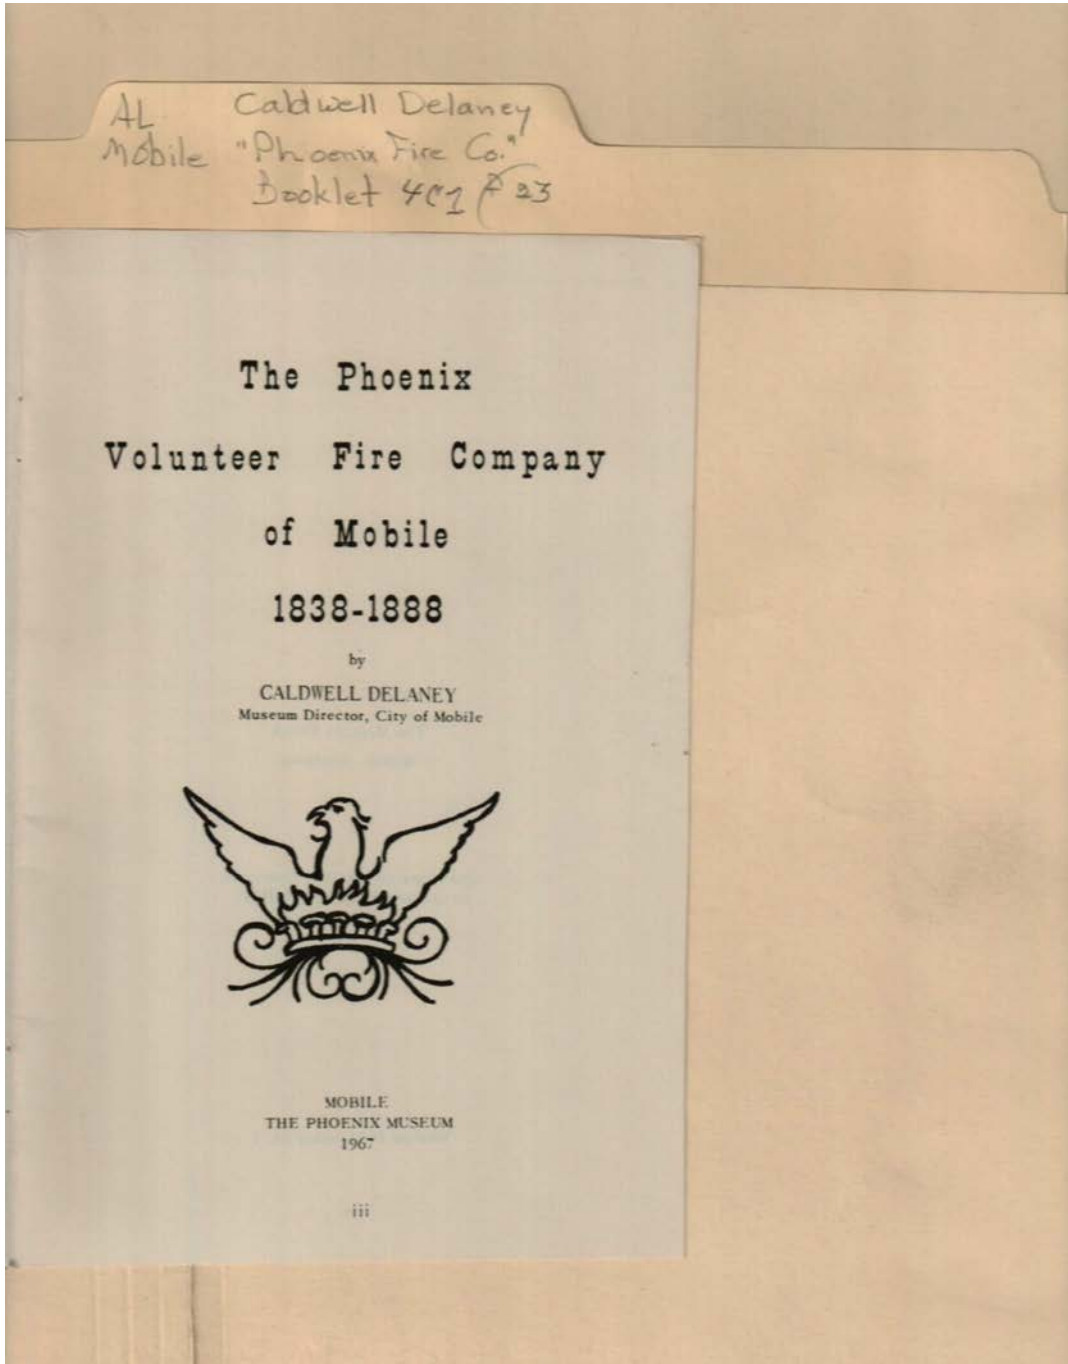 AL Caldwell Delaney
Mobile "Phoenix Fire Co."
Booklet 4C1 23
The Phoenix
Volunteer Fire Company
of Mobile
1838-1888
by
CALDWELL DELANEY
Museum Director, City of Mobile
MOBILE
THE PHOENIX MUSEUM
1967
iii